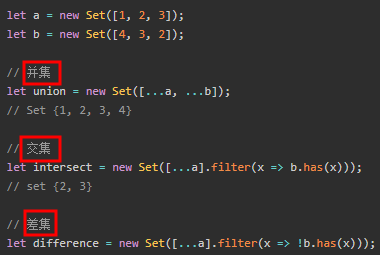 let a = new Set([1, 2, 3]);
let b = new Set([4, 3, 2]);
// 并集
let union = new Set([...a, ...b]);
// Set {1, 2, 3, 4}
// 交集
let intersect = new Set([...a].filter(x => b.has(x)));
// set {2, 3}
// 差集
let difference = new Set([...a].filter(x => !b.has(x)));